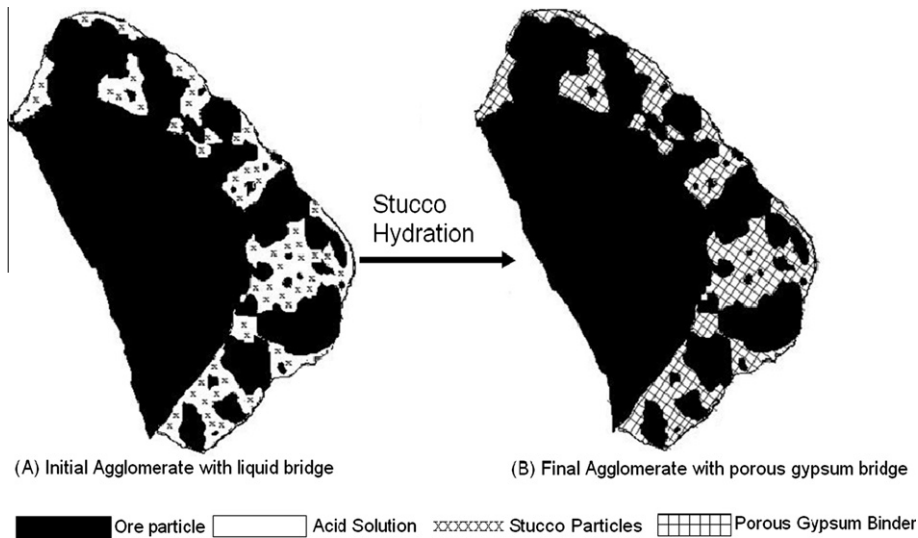 Stucco
Hydration
(A) Initial Agglomerate with liquid bridge
(B) Final Agglomerate with porous gypsum bridge
Ore particle
Acid Solution
xxxxxxx Stucco Particles
Porous Gypsum Binder